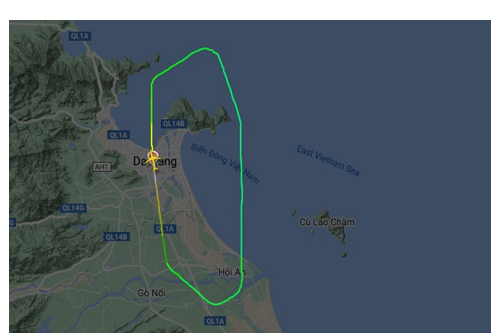 QL1A
QL14B
QL1A
Da Nang
AH1
Biển Đông Việt Nam
East Vietnam Sea
QL14G
Cù Lao Chàm
QL1A
QL14B
Hội An
Gò Nổi
QL1A